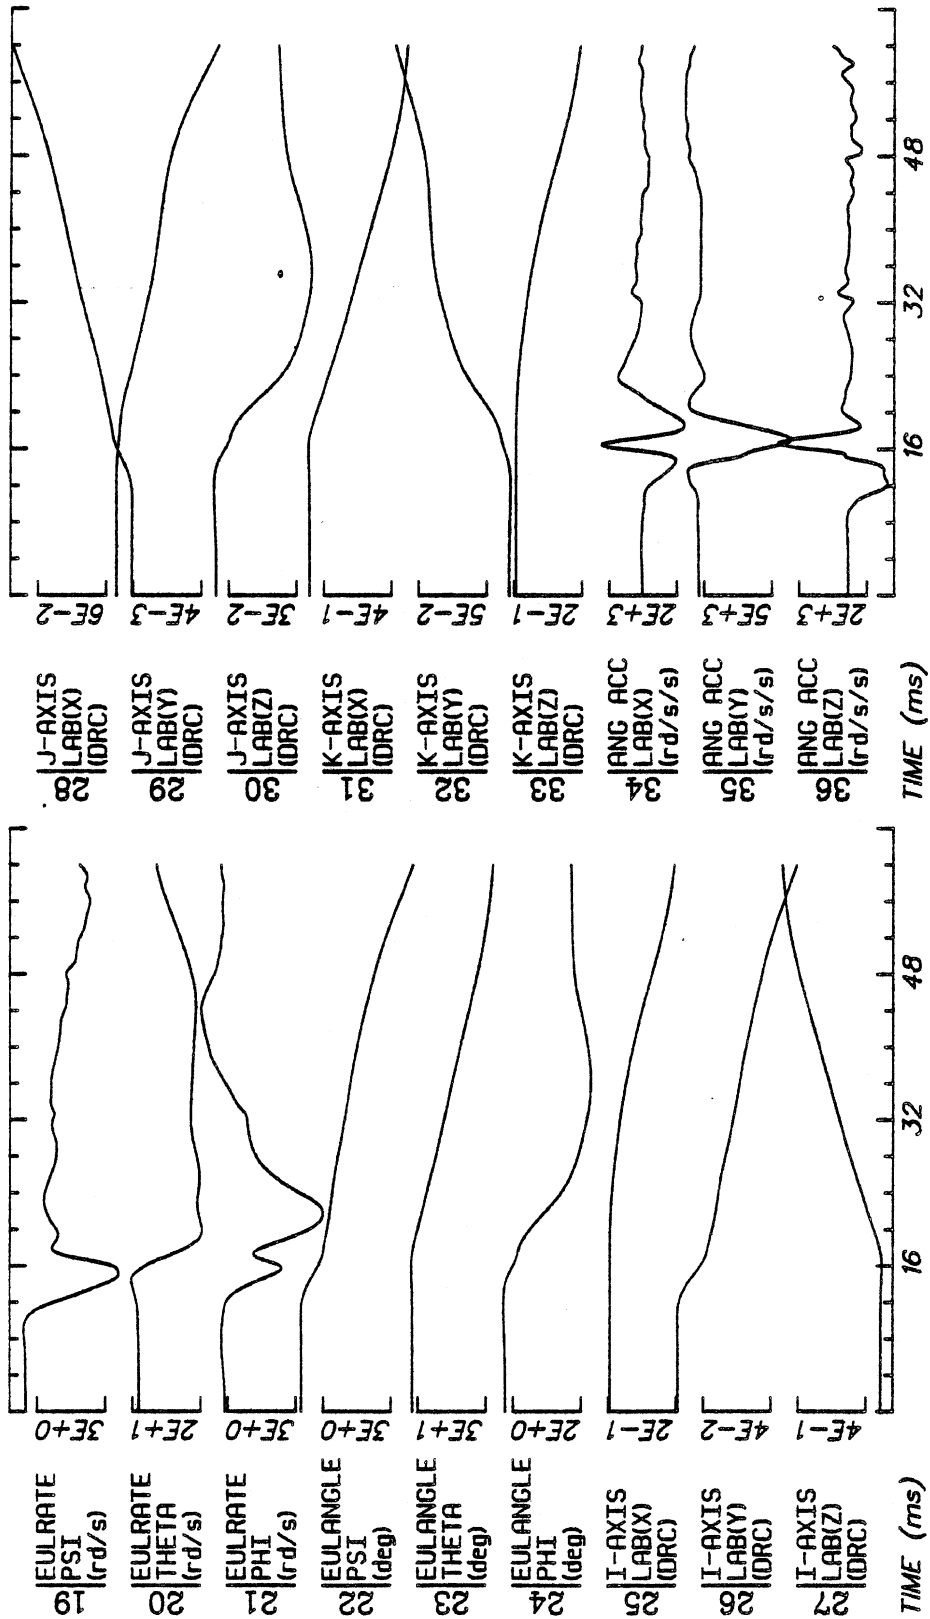 19 EULRATE
PSI
(rd/s)
3E+0
20 EULRATE
THETA
(rd/s)
2E+1
21 EULRATE
PHI
(rd/s)
3E+0
22 EULANGLE
PSI
(deg)
3E+0
23 EULANGLE
THETA
(deg)
3E+1
24 EULANGLE
PHI
(deg)
2E+0
25 I-AXIS
LAB(X)
(DRC)
2E-1
26 I-AXIS
LAB(Y)
(DRC)
4E-2
27 I-AXIS
LAB(Z)
(DRC)
4E-1
TIME (ms)
16
32
48
28 J-AXIS
LAB(X)
(DRC)
6E-2
29 J-AXIS
LAB(Y)
(DRC)
4E-3
30 J-AXIS
LAB(Z)
(DRC)
3E-2
31 K-AXIS
LAB(X)
(DRC)
4E-1
32 K-AXIS
LAB(Y)
(DRC)
5E-2
33 K-AXIS
LAB(Z)
(DRC)
2E-1
34 ANG ACC
LAB(X)
(rd/s/s)
2E+3
35 ANG ACC
LAB(Y)
(rd/s/s)
5E+3
36 ANG ACC
LAB(Z)
(rd/s/s)
2E+3
TIME (ms)
16
32
48